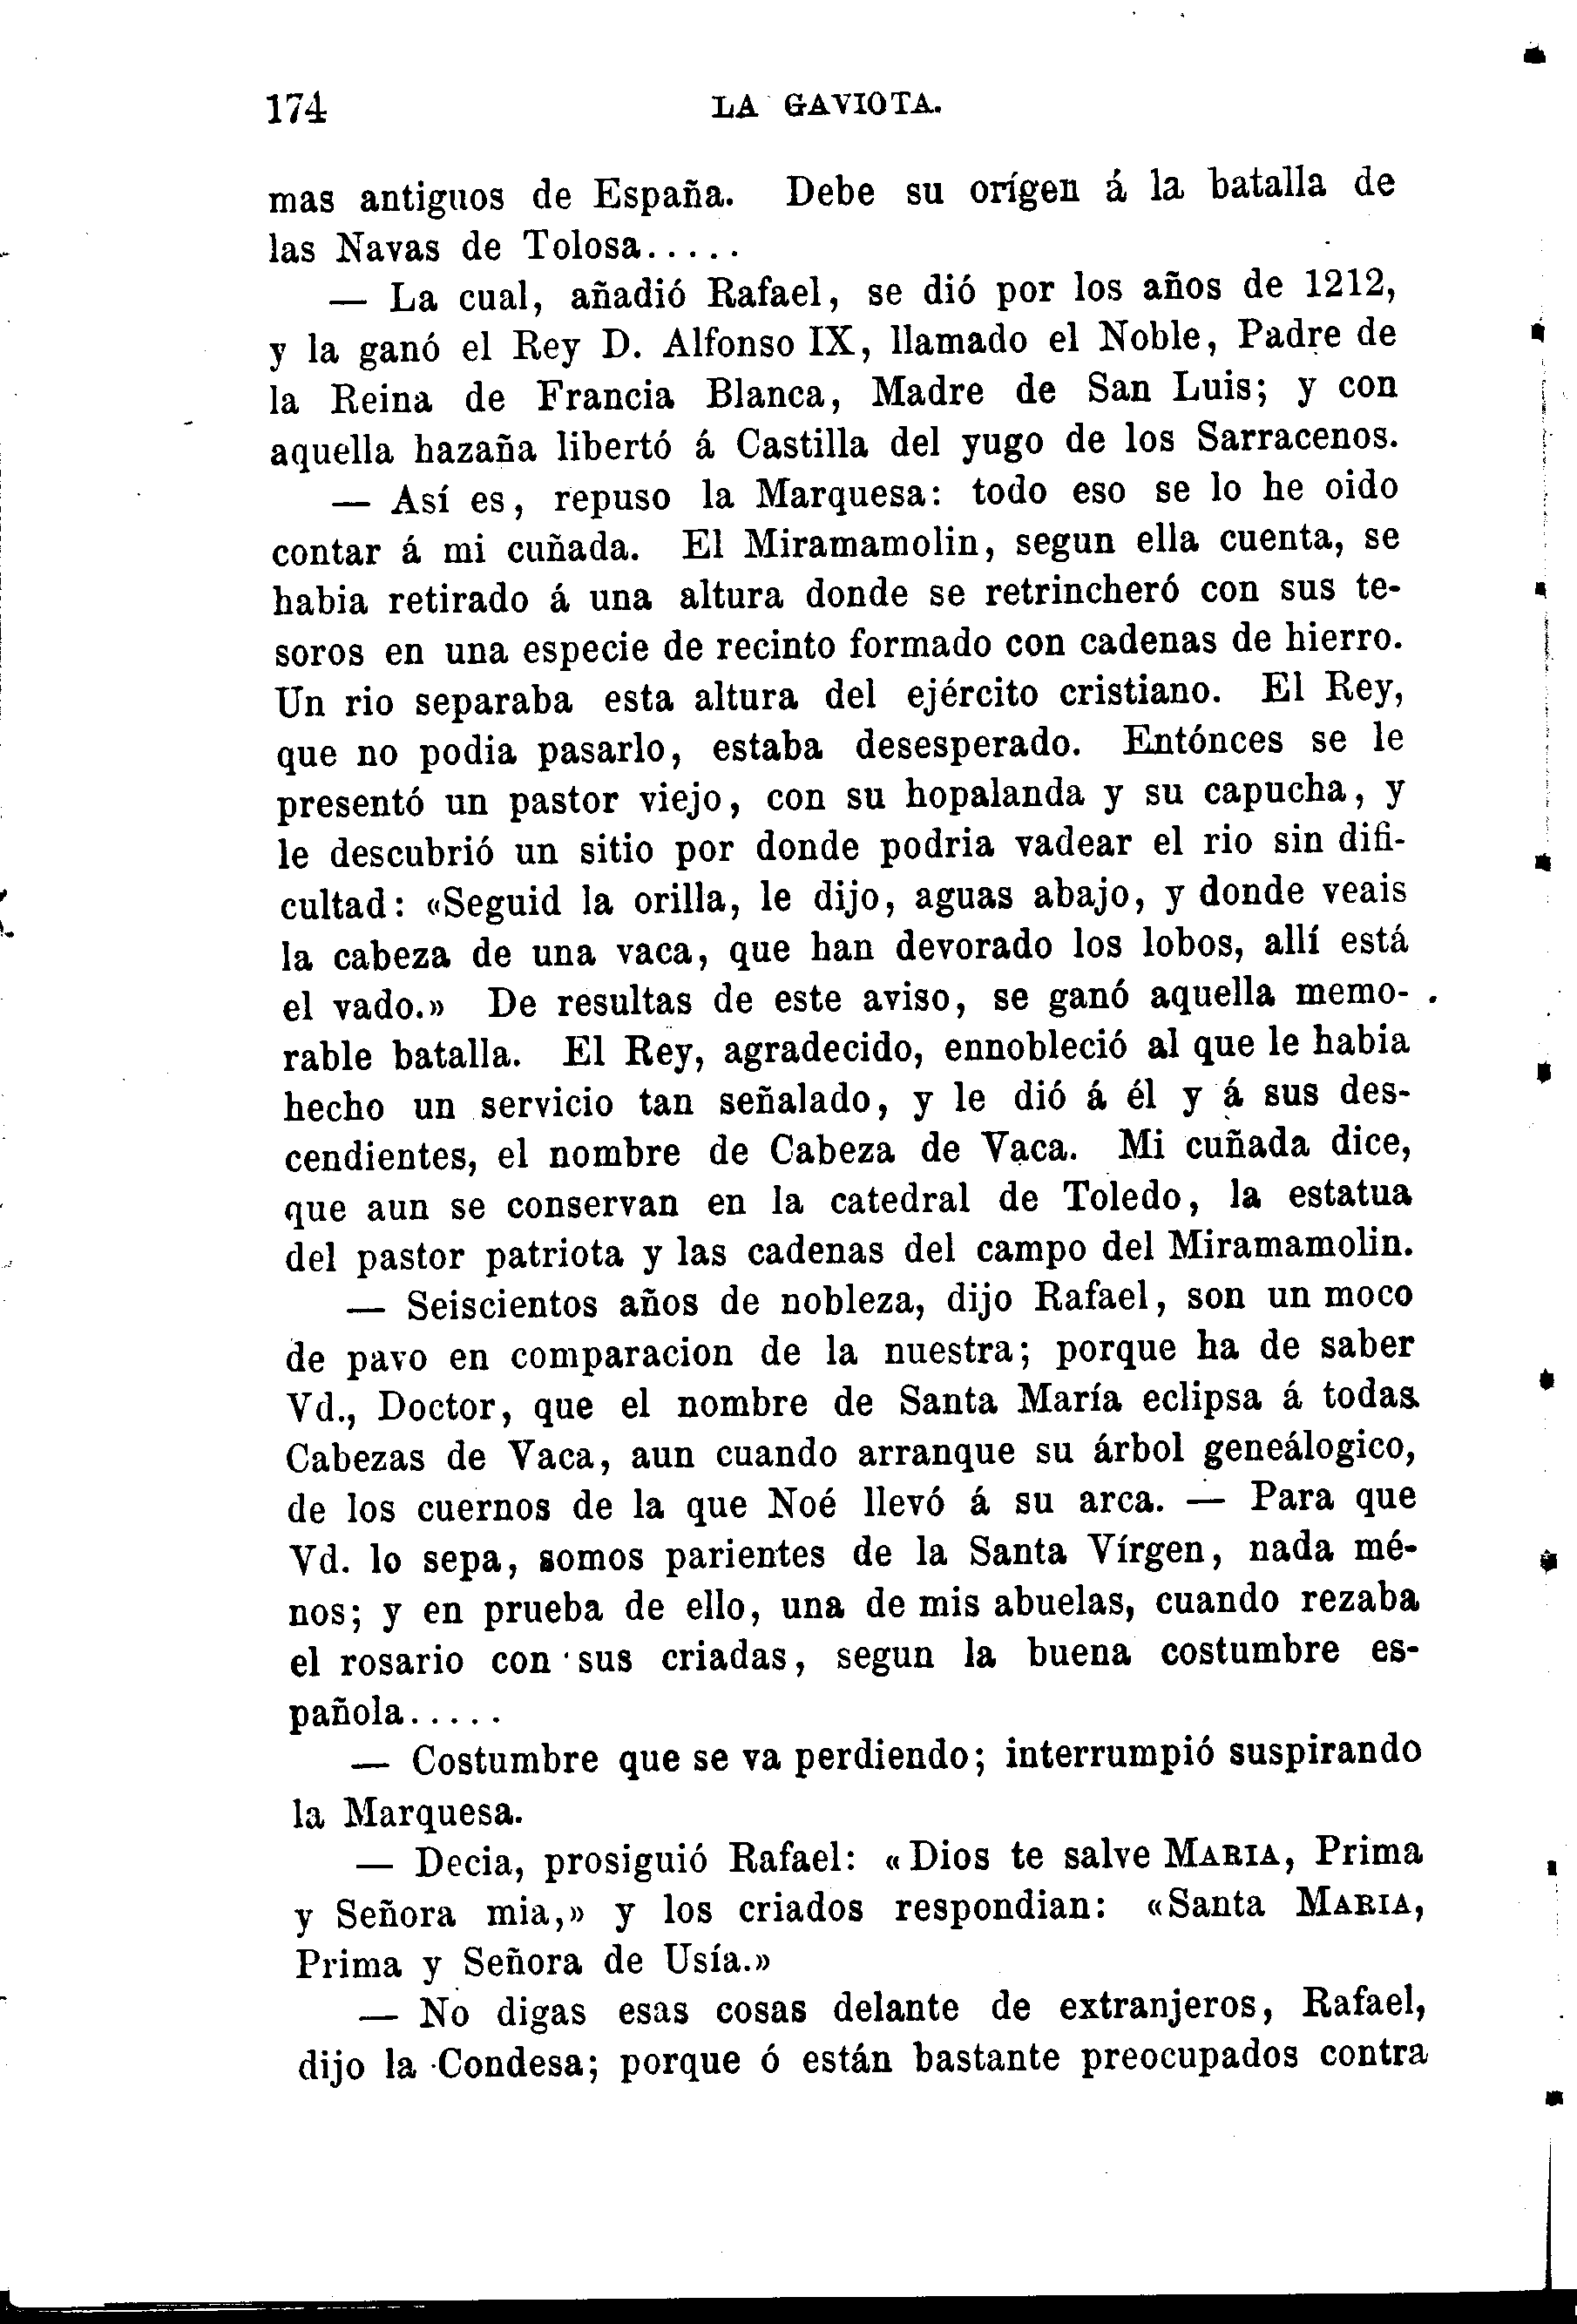 174 LA GAVIOTA.
mas antiguos de España. Debe su orígen á la batalla de
las Navas de Tolosa.....
— La cual, añadió Rafael, se dió por los años de 1212,
y la ganó el Rey D. Alfonso IX, llamado el Noble, Padre de
la Reina de Francia Blanca, Madre de San Luis; y con
aquella hazaña libertó á Castilla del yugo de los Sarracenos.
— Así es, repuso la Marquesa: todo eso se lo he oido
contar á mi cuñada. El Miramamolin, segun ella cuenta, se
habia retirado á una altura donde se retrincheró con sus te-
soros en una especie de recinto formado con cadenas de hierro.
Un rio separaba esta altura del ejército cristiano. El Rey,
que no podia pasarlo, estaba desesperado. Entónces se le
presentó un pastor viejo, con su hopalanda y su capucha, y
le descubrió un sitio por donde podria vadear el rio sin difi-
cultad: «Seguid la orilla, le dijo, aguas abajo, y donde veais
la cabeza de una vaca, que han devorado los lobos, allí está
el vado.» De resultas de este aviso, se ganó aquella memo-
rable batalla. El Rey, agradecido, ennobleció al que le habia
hecho un servicio tan señalado, y le dió á él y á sus des-
cendientes, el nombre de Cabeza de Vaca. Mi cuñada dice,
que aun se conservan en la catedral de Toledo, la estatua
del pastor patriota y las cadenas del campo del Miramamolin.
— Seiscientos años de nobleza, dijo Rafael, son un moco
de pavo en comparacion de la nuestra; porque ha de saber
Vd., Doctor, que el nombre de Santa María eclipsa á todas
Cabezas de Vaca, aun cuando arranque su árbol geneálogico,
de los cuernos de la que Noé llevó á su arca. — Para que
Vd. lo sepa, somos parientes de la Santa Vírgen, nada mé-
nos; y en prueba de ello, una de mis abuelas, cuando rezaba
el rosario con sus criadas, segun la buena costumbre es-
pañola.....
— Costumbre que se va perdiendo; interrumpió suspirando
la Marquesa.
— Decia, prosiguió Rafael: «Dios te salve MARIA, Prima
y Señora mia,» y los criados respondian: «Santa MARIA,
Prima y Señora de Usía.»
— No digas esas cosas delante de extranjeros, Rafael,
dijo la Condesa; porque ó están bastante preocupados contra